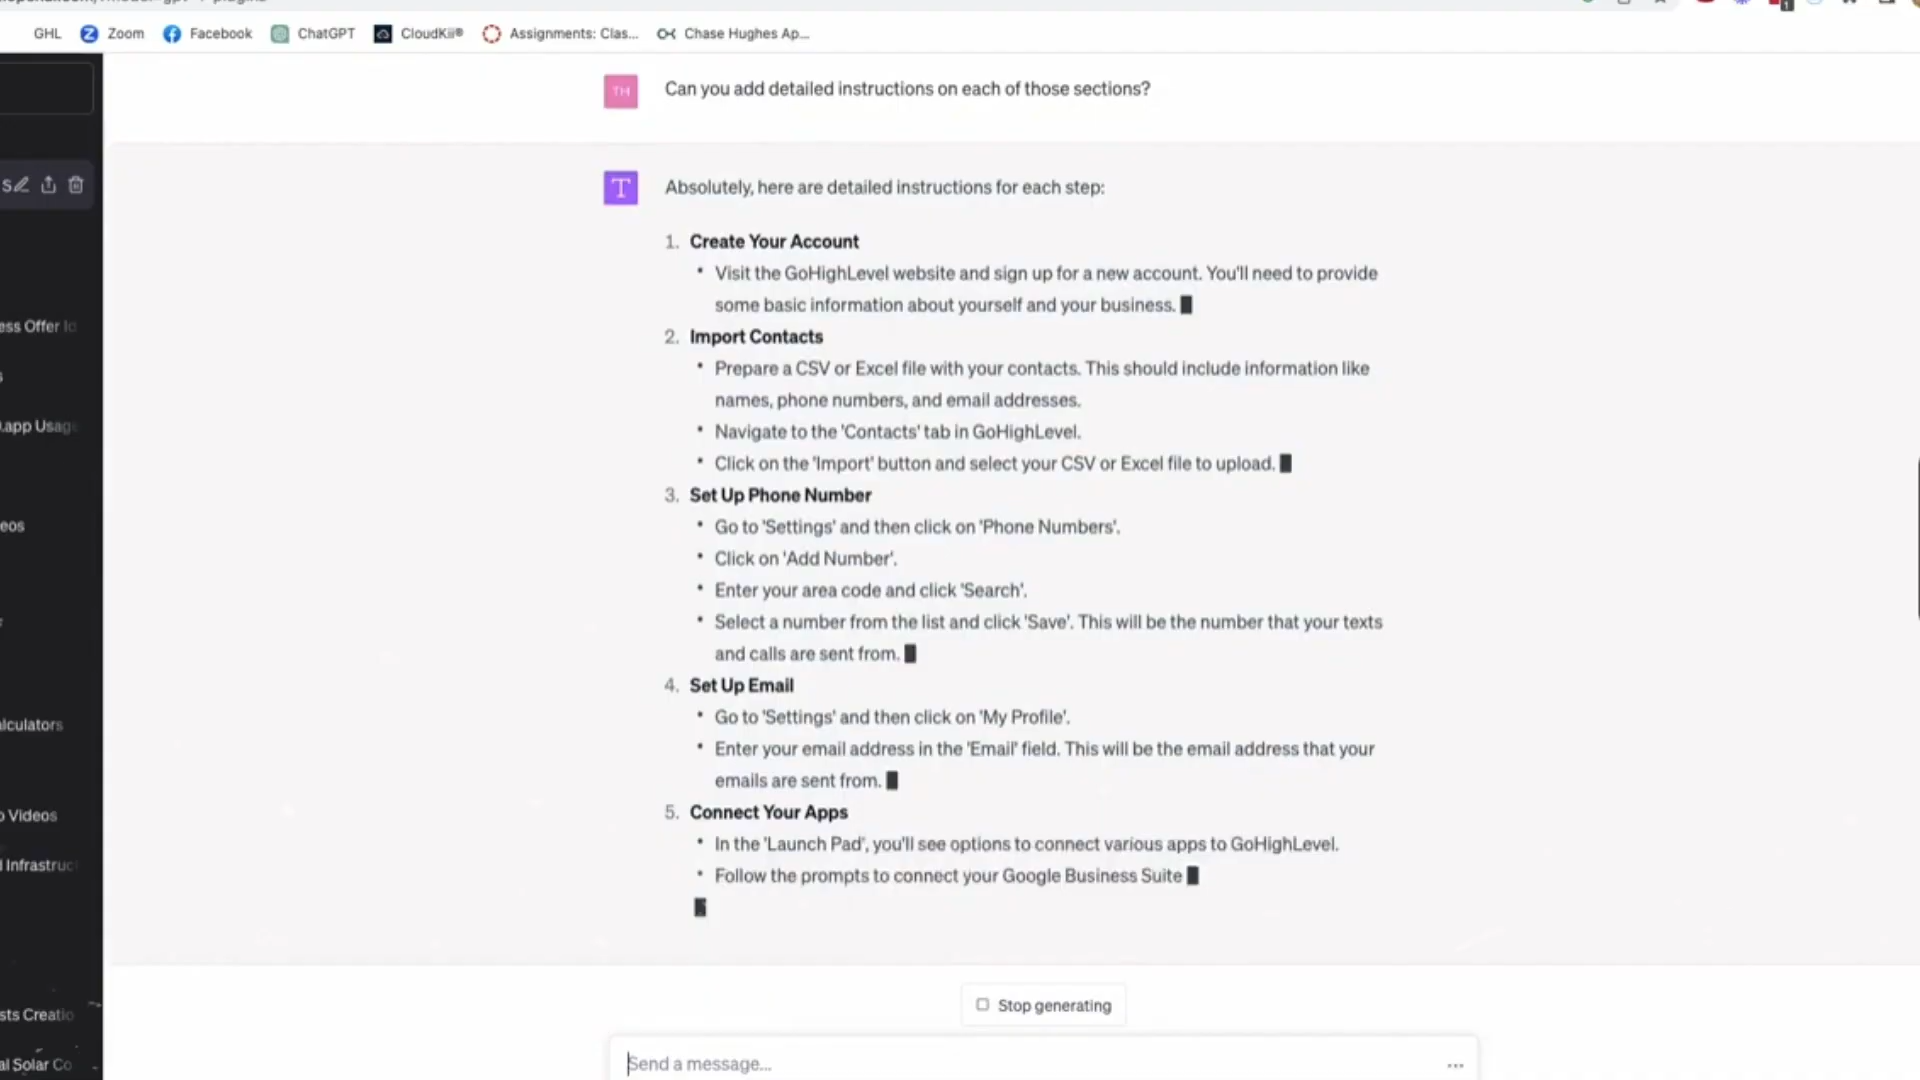 GHL Zoom Facebook ChatGPT CloudKii® Assignments: Clas... Chase Hughes Ap...
TH Can you add detailed instructions on each of those sections?
T Absolutely, here are detailed instructions for each step:
1. Create Your Account
• Visit the GoHighLevel website and sign up for a new account. You'll need to provide
some basic information about yourself and your business.
2. Import Contacts
• Prepare a CSV or Excel file with your contacts. This should include information like
names, phone numbers, and email addresses.
• Navigate to the 'Contacts' tab in GoHighLevel.
• Click on the 'Import' button and select your CSV or Excel file to upload.
3. Set Up Phone Number
• Go to 'Settings' and then click on 'Phone Numbers'.
• Click on 'Add Number'.
• Enter your area code and click 'Search'.
• Select a number from the list and click 'Save'. This will be the number that your texts
and calls are sent from.
4. Set Up Email
• Go to 'Settings' and then click on 'My Profile'.
• Enter your email address in the 'Email' field. This will be the email address that your
emails are sent from.
5. Connect Your Apps
• In the 'Launch Pad', you'll see options to connect various apps to GoHighLevel.
• Follow the prompts to connect your Google Business Suite
Stop generating
Send a message...
s
ess Offer Id
s
.app Usag
eos
alculators
o Videos
d Infrastruc
sts Creatio
al Solar Co